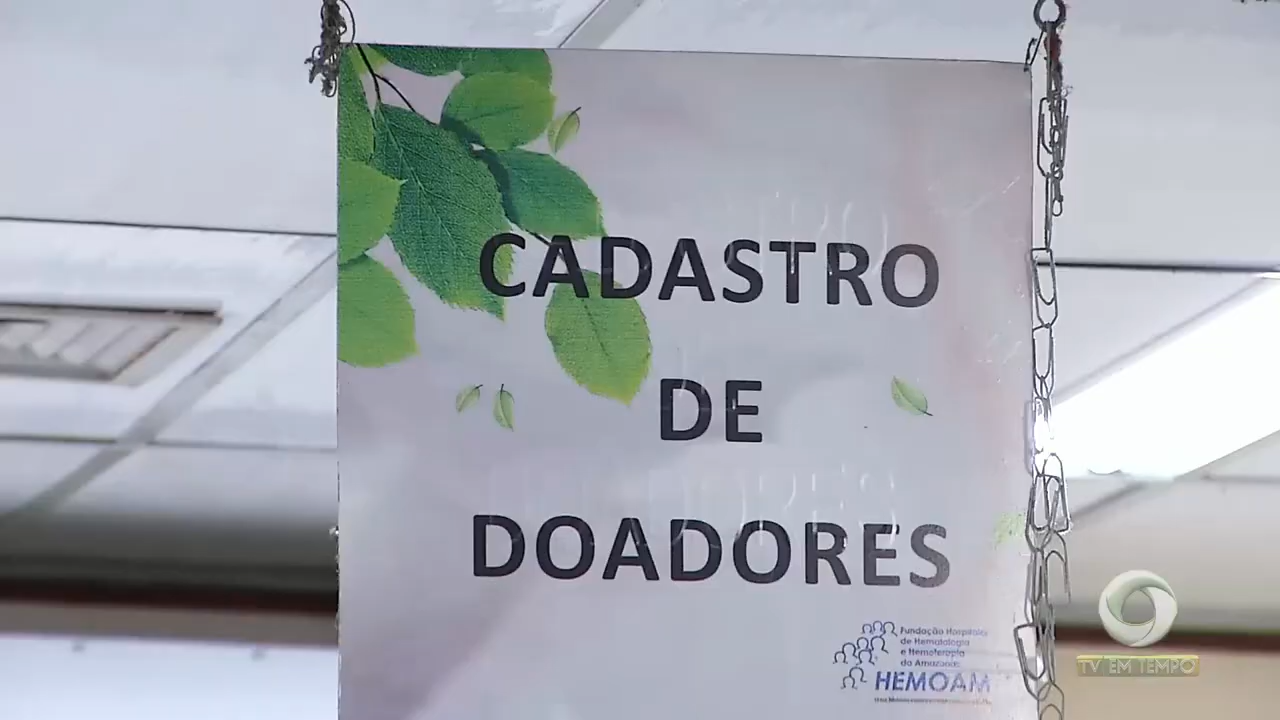 CADASTRO
DE
DOADORES
Fundação Hospitalar
de Hematologia
e Hemoterapia
do Amazonas
HEMOAM
TV EM TEMPO